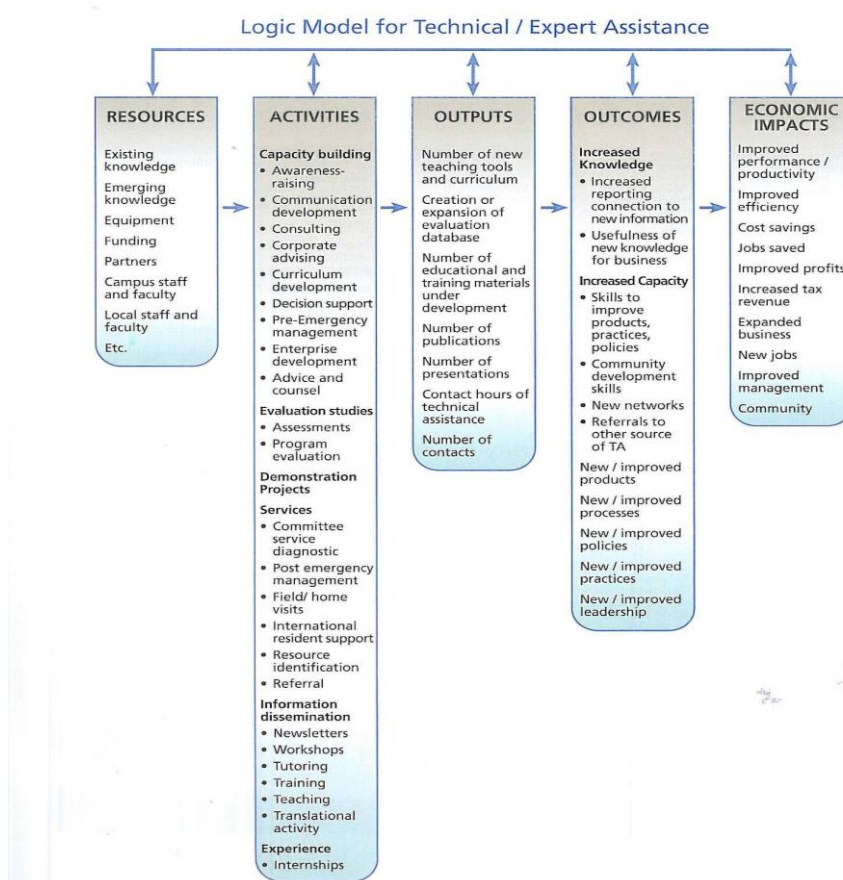 Logic Model for Technical / Expert Assistance
RESOURCES
Existing
knowledge
Emerging
knowledge
Equipment
Funding
Partners
Campus staff
and faculty
Local staff and
faculty
Etc.
ACTIVITIES
Capacity building
• Awareness-
raising
• Communication
development
• Consulting
• Corporate
advising
• Curriculum
development
• Decision support
• Pre-Emergency
management
• Enterprise
development
• Advice and
counsel
Evaluation studies
• Assessments
• Program
evaluation
Demonstration
Projects
Services
• Committee
service
diagnostic
• Post emergency
management
• Field/ home
visits
• International
resident support
• Resource
identification
• Referral
Information
dissemination
• Newsletters
• Workshops
• Tutoring
• Training
• Teaching
• Translational
activity
Experience
• Internships
OUTPUTS
Number of new
teaching tools
and curriculum
Creation or
expansion of
evaluation
database
Number of
educational and
training materials
under
development
Number of
publications
Number of
presentations
Contact hours of
technical
assistance
Number of
contacts
OUTCOMES
Increased
Knowledge
• Increased
reporting
connection to
new information
• Usefulness of
new knowledge
for business
Increased Capacity
• Skills to
improve
products,
practices,
policies
• Community
development
skills
• New networks
• Referrals to
other source
of TA
New / improved
products
New / improved
processes
New / improved
policies
New / improved
practices
New / improved
leadership
ECONOMIC
IMPACTS
Improved
performance /
productivity
Improved
efficiency
Cost savings
Jobs saved
Improved profits
Increased tax
revenue
Expanded
business
New jobs
Improved
management
Community